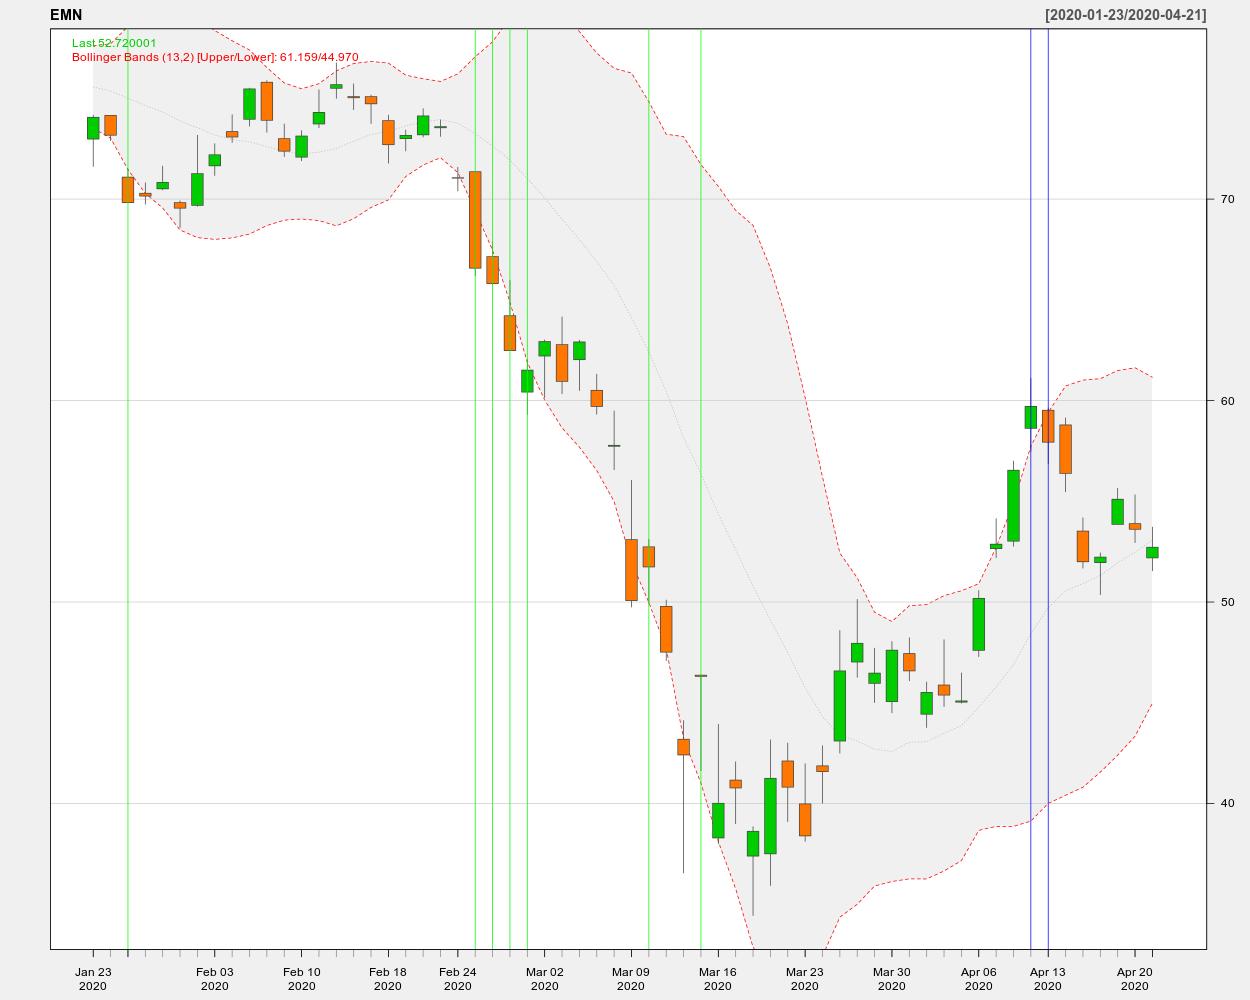 EMN [2020-01-23/2020-04-21]
Last 52.720001
Bollinger Bands (13,2) [Upper/Lower]: 61.159/44.970
70
60
50
40
Jan 23 Feb 03 Feb 10 Feb 18 Feb 24 Mar 02 Mar 09 Mar 16 Mar 23 Mar 30 Apr 06 Apr 13 Apr 20
2020 2020 2020 2020 2020 2020 2020 2020 2020 2020 2020 2020 2020